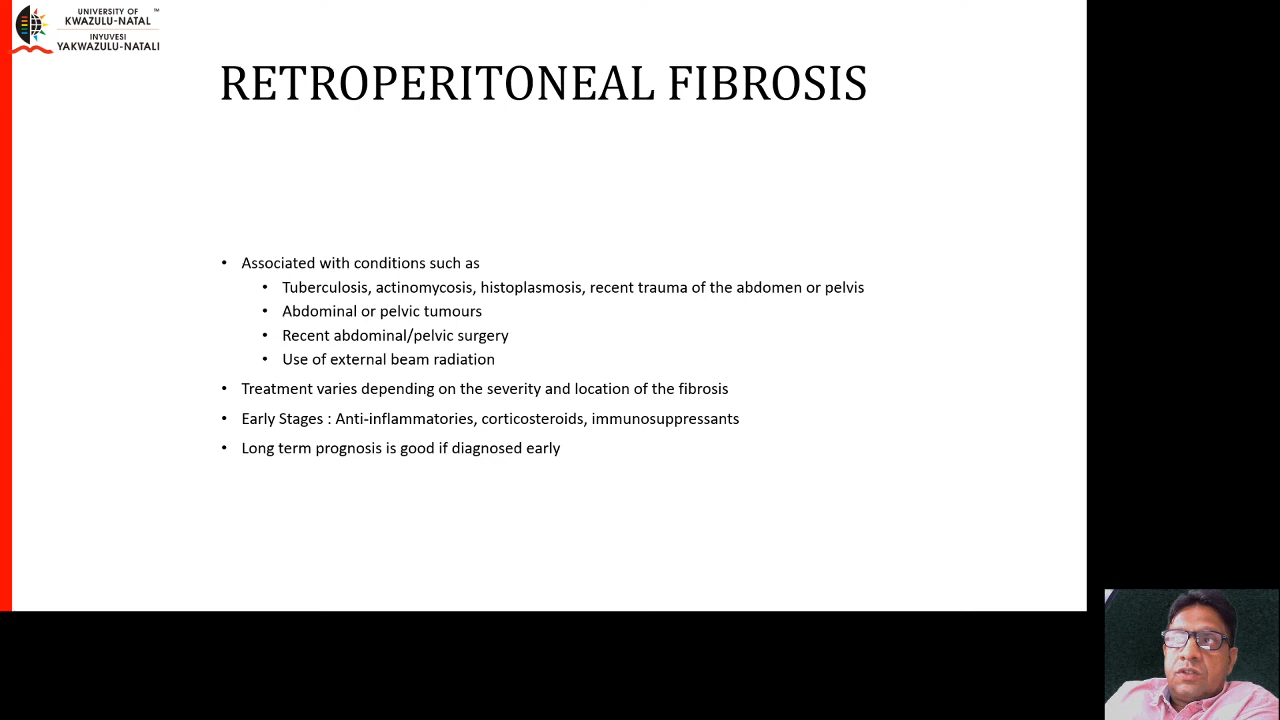 UNIVERSITY OF ™
KWAZULU-NATAL
INYUVESI
YAKWAZULU-NATALI
RETROPERITONEAL FIBROSIS
• Associated with conditions such as
• Tuberculosis, actinomycosis, histoplasmosis, recent trauma of the abdomen or pelvis
• Abdominal or pelvic tumours
• Recent abdominal/pelvic surgery
• Use of external beam radiation
• Treatment varies depending on the severity and location of the fibrosis
• Early Stages : Anti-inflammatories, corticosteroids, immunosuppressants
• Long term prognosis is good if diagnosed early